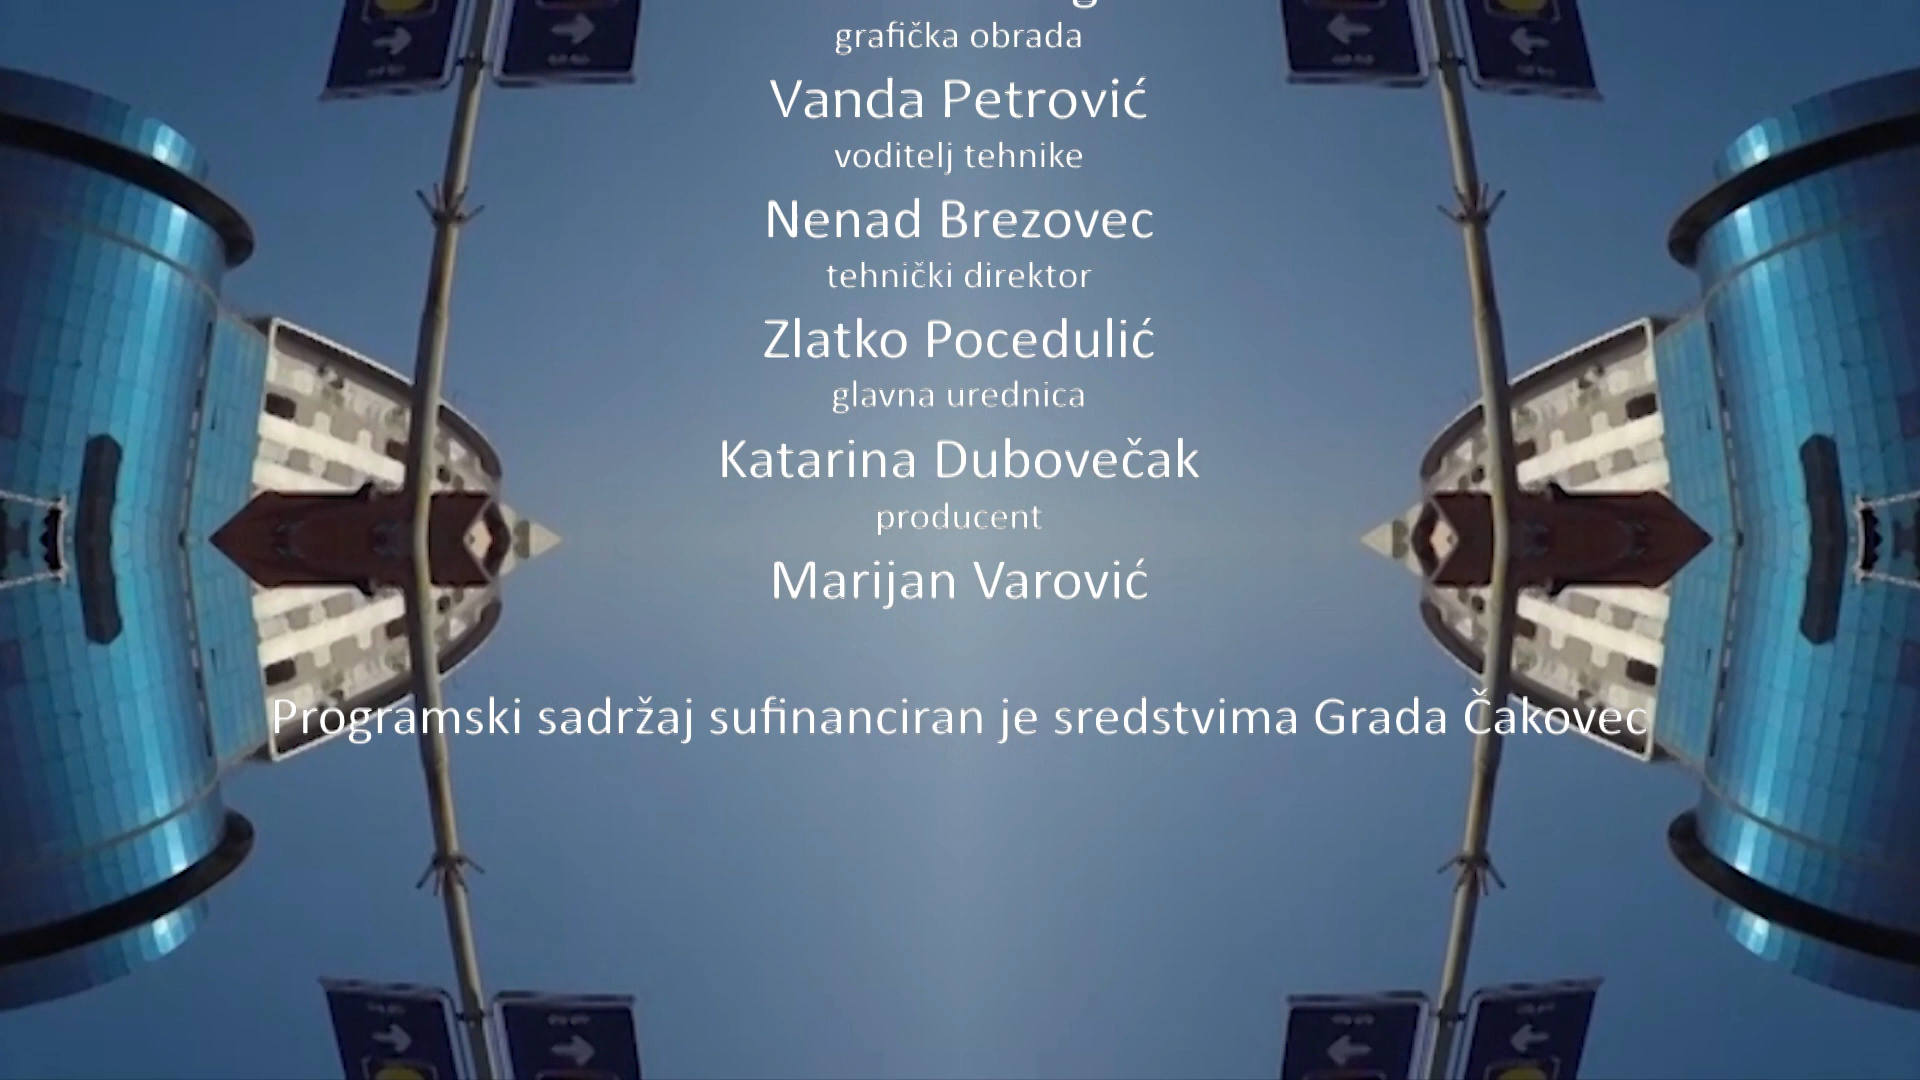 grafička obrada
Vanda Petrović
voditelj tehnike
Nenad Brezovec
tehnički direktor
Zlatko Pocedulić
glavna urednica
Katarina Dubovečak
producent
Marijan Varović
Programski sadržaj sufinanciran je sredstvima Grada Čakovec